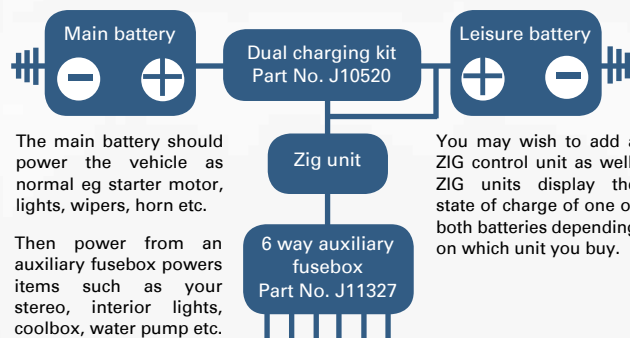 Main battery
Dual charging kit
Part No. J10520
Leisure battery
The main battery should
power the vehicle as
normal eg starter motor,
lights, wipers, horn etc.
Then power from an
auxiliary fusebox powers
items such as your
stereo, interior lights,
coolbox, water pump etc.
Zig unit
6 way auxiliary
fusebox
Part No. J11327
You may wish to add
ZIG control unit as well
ZIG units display
state of charge of one
both batteries depending
on which unit you buy.